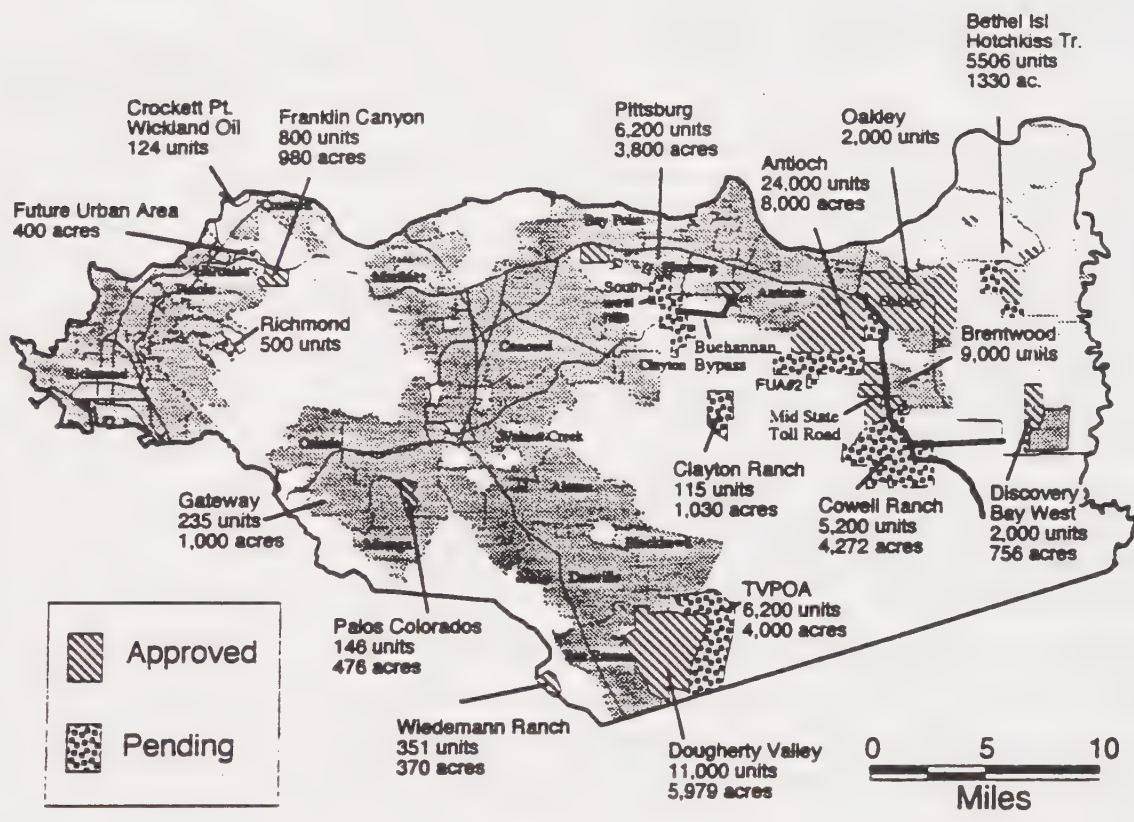 Bethel Isl
Hotchkiss Tr.
5506 units
1330 ac.
Crockett Pt.
Wickland Oil
124 units
Franklin Canyon
800 units
980 acres
Pittsburg
6,200 units
3,800 acres
Oakley
2,000 units
Antioch
24,000 units
8,000 acres
Future Urban Area
400 acres
Crockett
Bay Point
Hercules
Pinole
Martinez
Pittsburg
South-
west
Hills
Antioch
Oakley
Richmond
500 units
Richmond
Concord
Clayton
Buchannan
Bypass
FUA#2
Brentwood
9,000 units
Mid State
Toll Road
Orinda
Walnut Creek
Clayton Ranch
115 units
1,030 acres
Cowell Ranch
5,200 units
4,272 acres
Discovery
Bay West
2,000 units
756 acres
Gateway
235 units
1,000 acres
Alamo
Moraga
Blackhawk
Danville
TVPOA
6,200 units
4,000 acres
Palos Colorados
146 units
476 acres
San Ramon
Wiedemann Ranch
351 units
370 acres
Dougherty Valley
11,000 units
5,979 acres
Approved
Pending
0 5 10
Miles